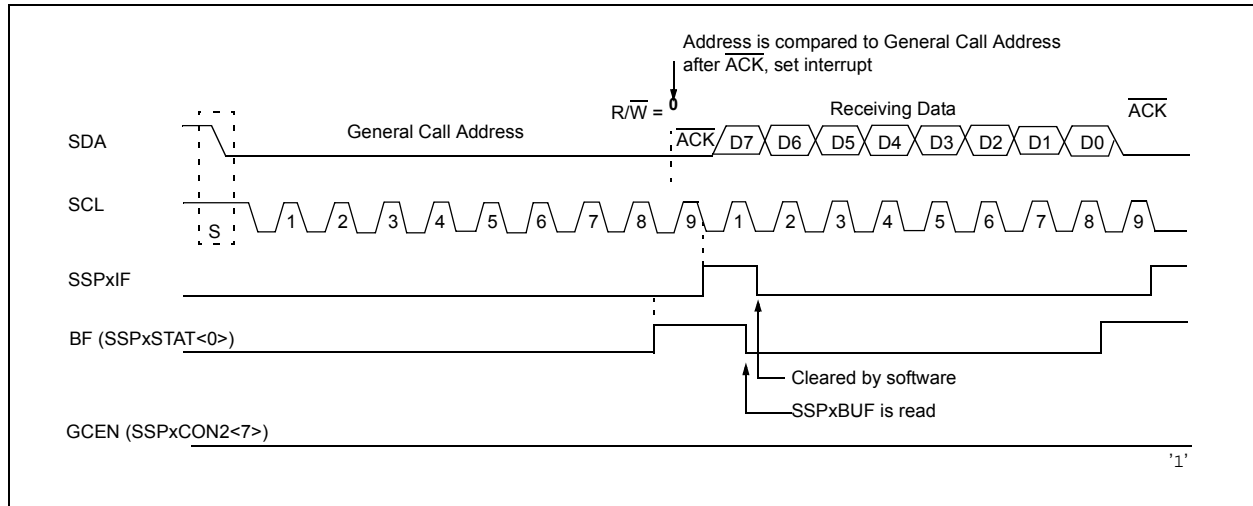 Address is compared to General Call Address
after ACK, set interrupt
R/W = 0
Receiving Data
ACK
General Call Address
SDA
ACK D7 D6 D5 D4 D3 D2 D1 D0
SCL
S
1 2 3 4 5 6 7 8 9 1 2 3 4 5 6 7 8 9
SSPxIF
BF (SSPxSTAT<0>)
Cleared by software
SSPxBUF is read
GCEN (SSPxCON2<7>)
'1'